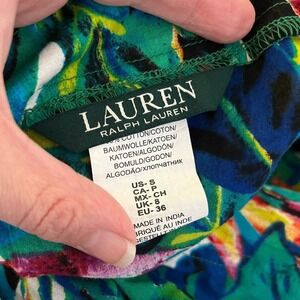 LAUREN
RALPH LAUREN
COTTON/COTON/
BAUMWOLLE/KATOEN/
KATOEN/ALGODÓN/
BOMULD/GODÃO/
ALGODÃO/хлопчатник
US- S
CA- P
MX- CH
UK- 8
EU- 36
MADE IN INDIA